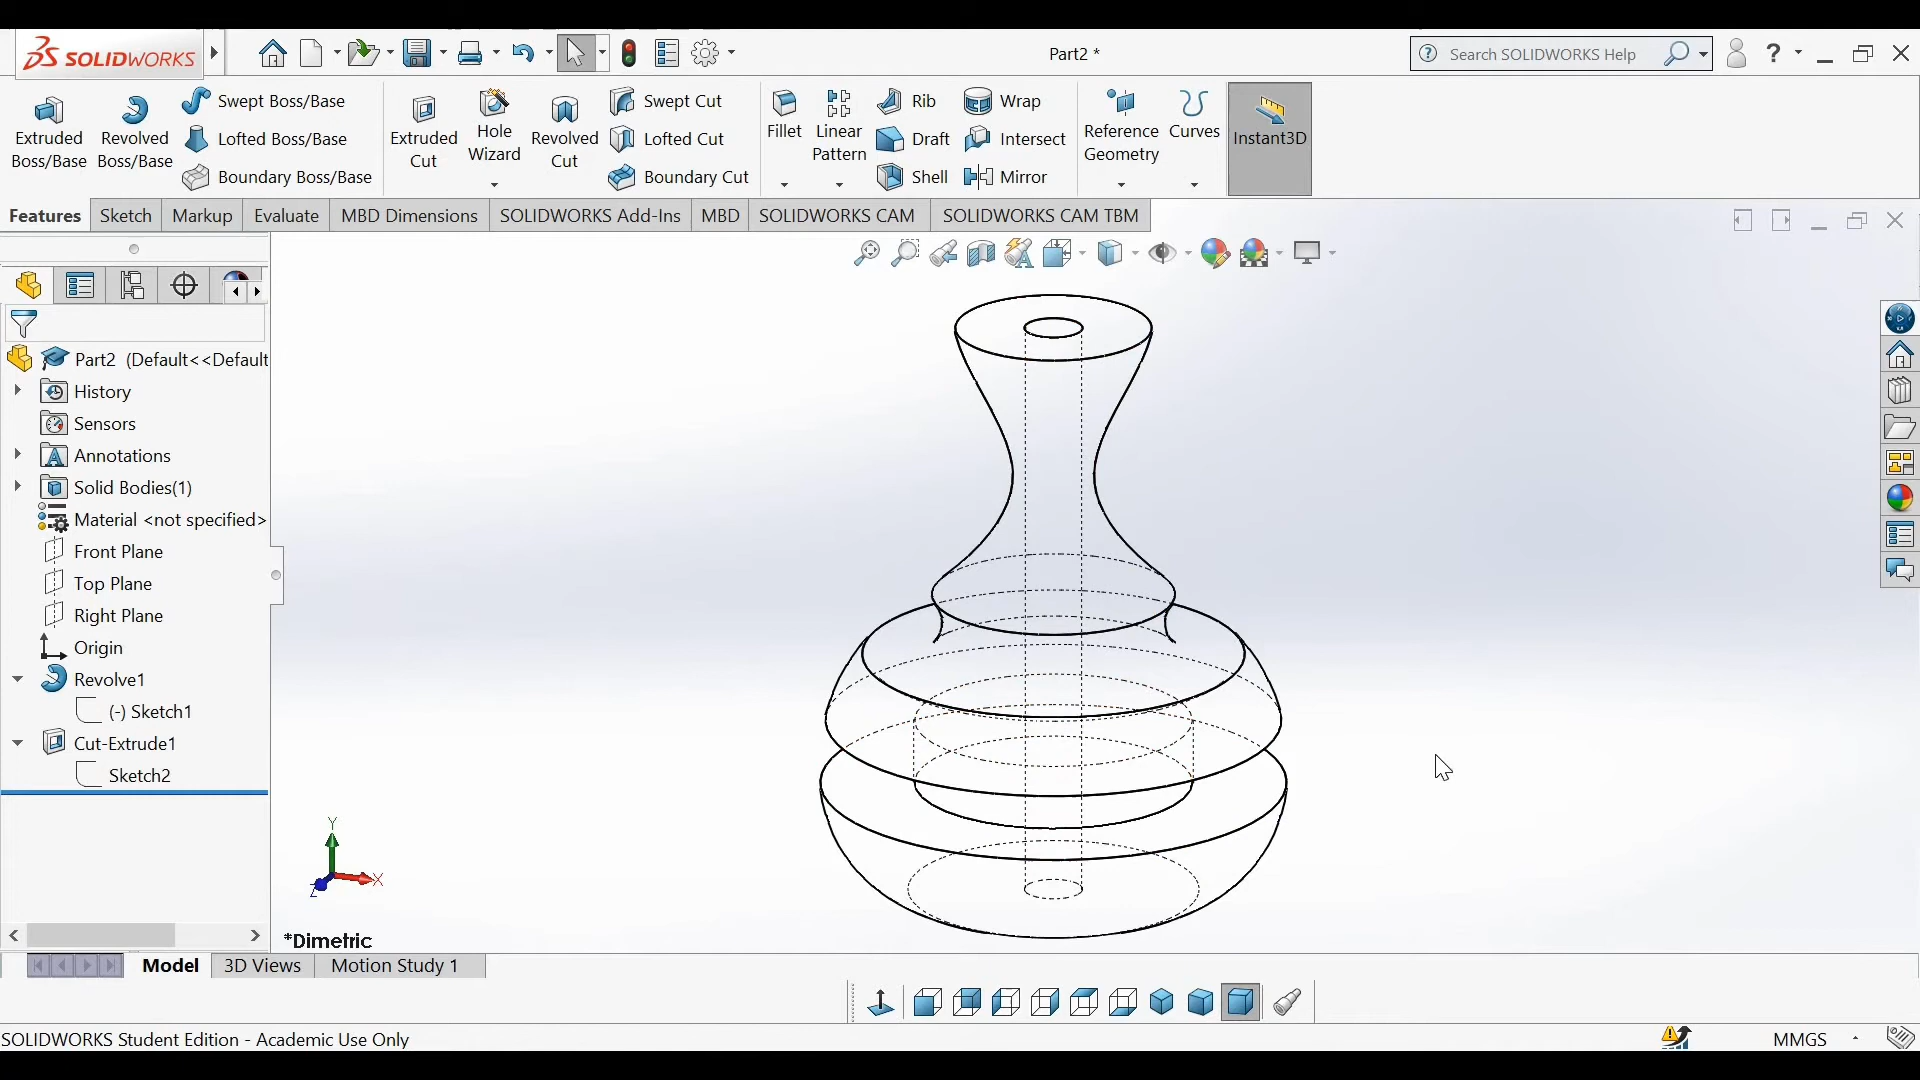 SOLIDWORKS
Part2 *
Search SOLIDWORKS Help
?
Extruded Boss/Base
Revolved Boss/Base
Swept Boss/Base
Lofted Boss/Base
Boundary Boss/Base
Extruded Cut
Hole Wizard
Revolved Cut
Swept Cut
Lofted Cut
Boundary Cut
Fillet
Linear Pattern
Rib
Draft
Shell
Wrap
Intersect
Mirror
Reference Geometry
Curves
Instant3D
Features
Sketch
Markup
Evaluate
MBD Dimensions
SOLIDWORKS Add-Ins
MBD
SOLIDWORKS CAM
SOLIDWORKS CAM TBM
Part2 (Default<<Default
History
Sensors
Annotations
Solid Bodies(1)
Material <not specified>
Front Plane
Top Plane
Right Plane
Origin
Revolve1
(-) Sketch1
Cut-Extrude1
Sketch2
Y
X
Z
*Dimetric
Model
3D Views
Motion Study 1
SOLIDWORKS Student Edition - Academic Use Only
MMGS